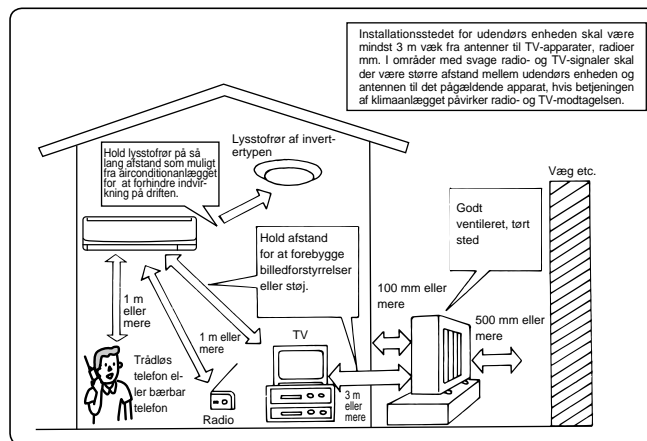 Installationsstedet for udendørs enheden skal være
mindst 3 m væk fra antenner til TV-apparater, radioer
mm. I områder med svage radio- og TV-signaler skal
der være større afstand mellem udendørs enheden og
antennen til det pågældende apparat, hvis betjeningen
af klimaanlægget påvirker radio- og TV-modtagelsen.
Lysstofrør af invert-
ertypen
Hold lysstofrør på så
lang afstand som muligt
fra airconditionanlægget
for at forhindre indvir-
kning på driften.
Væg etc.
Godt
ventileret, tørt
sted
Hold afstand
for at forebygge
billedforstyrrelser
eller støj.
100 mm eller
mere
1 m
eller
mere
1 m eller
mere
TV
500 mm eller
mere
Trådløs
telefon el-
ler bærbar
telefon
Radio
3 m
eller
mere